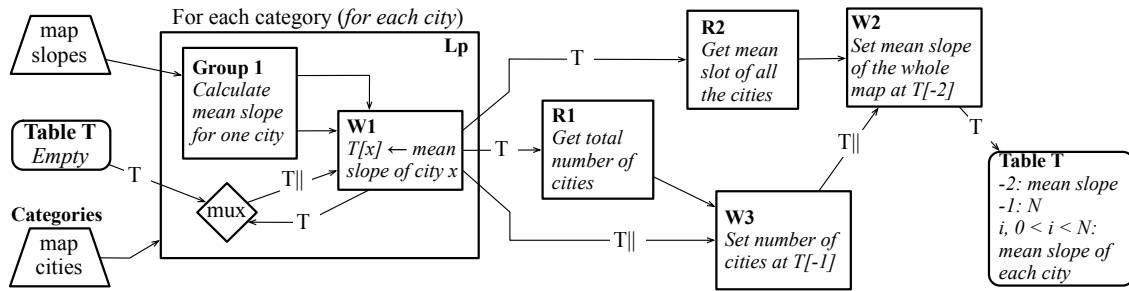 For each category (for each city)
map
slopes
Lp
Group 1
Calculate
mean slope
for one city
Table T
Empty
T
mux
T||
T
W1
T[x] ← mean
slope of city x
Categories
map
cities
T
T
T||
R1
Get total
number of
cities
R2
Get mean
slot of all
the cities
W2
Set mean slope
of the whole
map at T[-2]
T||
W3
Set number of
cities at T[-1]
T
Table T
-2: mean slope
-1: N
i, 0 < i < N:
mean slope of
each city